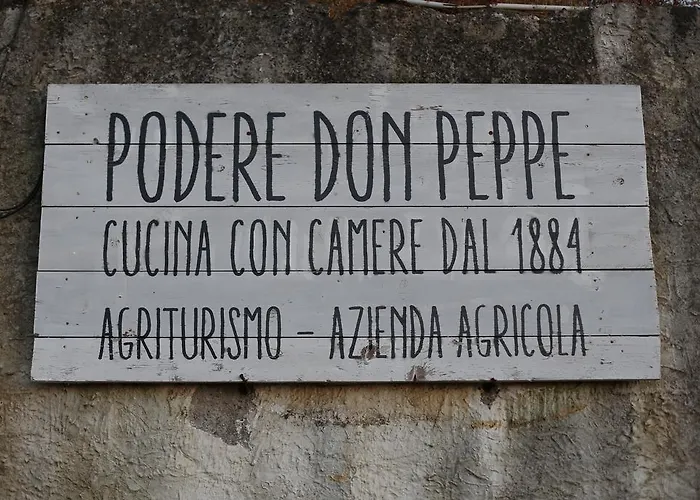 PODERE DON PEPPE
CUCINA CON CAMERE DAL 1884
AGRITURISMO – AZIENDA AGRICOLA